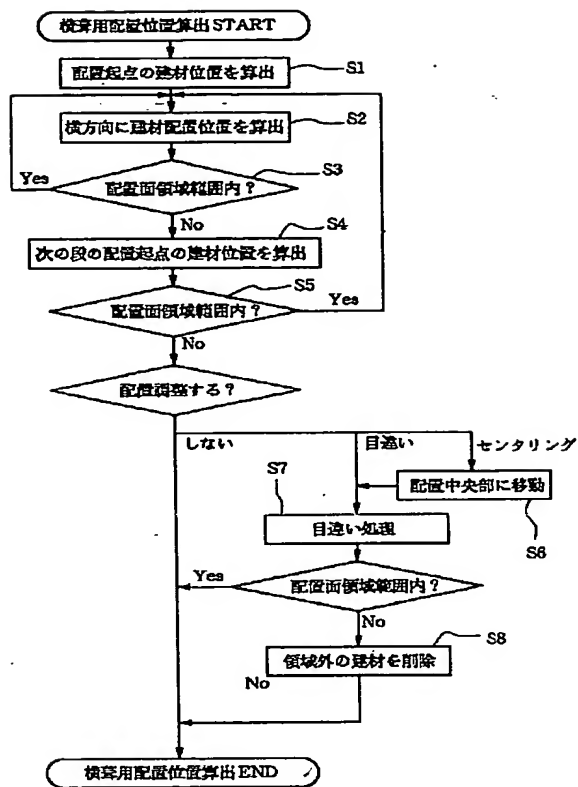 横葺用配置位置算出START
配置起点の建材位置を算出
S1
横方向に建材配置位置を算出
S2
配置面領域範囲内?
S3
Yes
No
S4
次の段の配置起点の建材位置を算出
S5
配置面領域範囲内?
Yes
No
配置調整する?
しない
目違い
センタリング
配置中央部に移動
S6
S7
目違い処理
配置面領域範囲内?
Yes
No
S8
領域外の建材を削除
No
横葺用配置位置算出END